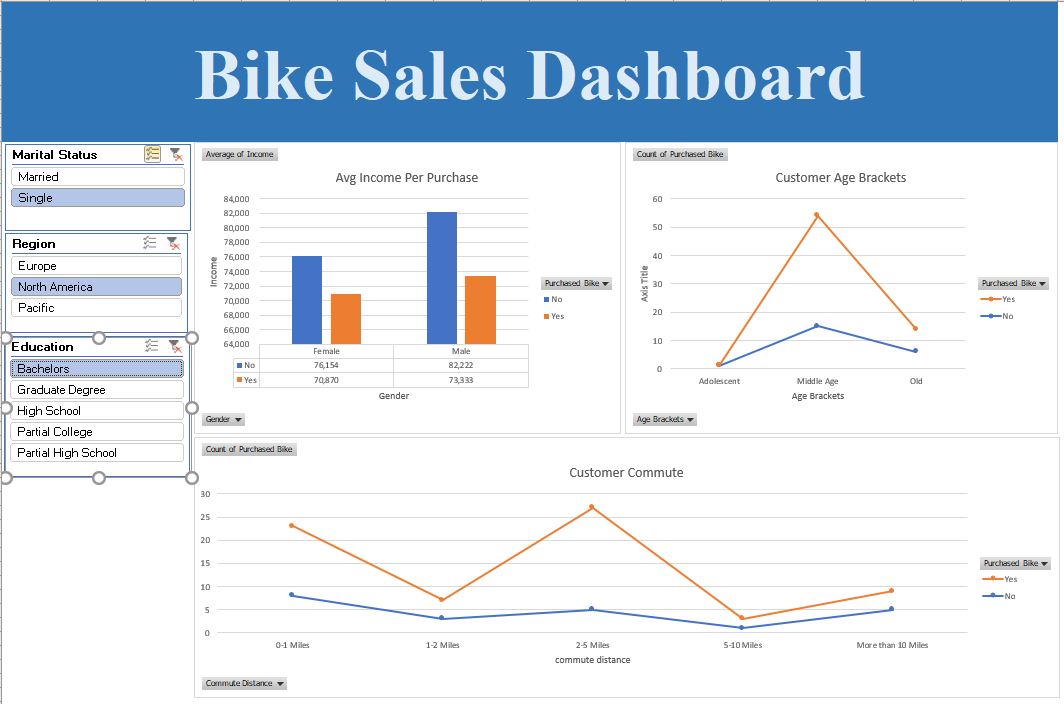 Bike Sales Dashboard
Marital Status
Married
Single
Region
Europe
North America
Pacific
Education
Bachelors
Graduate Degree
High School
Partial College
Partial High School
Average of Income
Avg Income Per Purchase
84,000
82,000
80,000
78,000
76,000
74,000
72,000
70,000
68,000
66,000
64,000
Income
Female Male
No 76,154 82,222
Yes 70,870 73,333
Gender
Purchased Bike
No
Yes
Gender
Count of Purchased Bike
Customer Age Brackets
60
50
40
30
20
10
0
Axis Title
Adolescent Middle Age Old
Age Brackets
Purchased Bike
Yes
No
Age Brackets
Count of Purchased Bike
Customer Commute
30
25
20
15
10
5
0
0-1 Miles 1-2 Miles 2-5 Miles 5-10 Miles More than 10 Miles
commute distance
Purchased Bike
Yes
No
Commute Distance